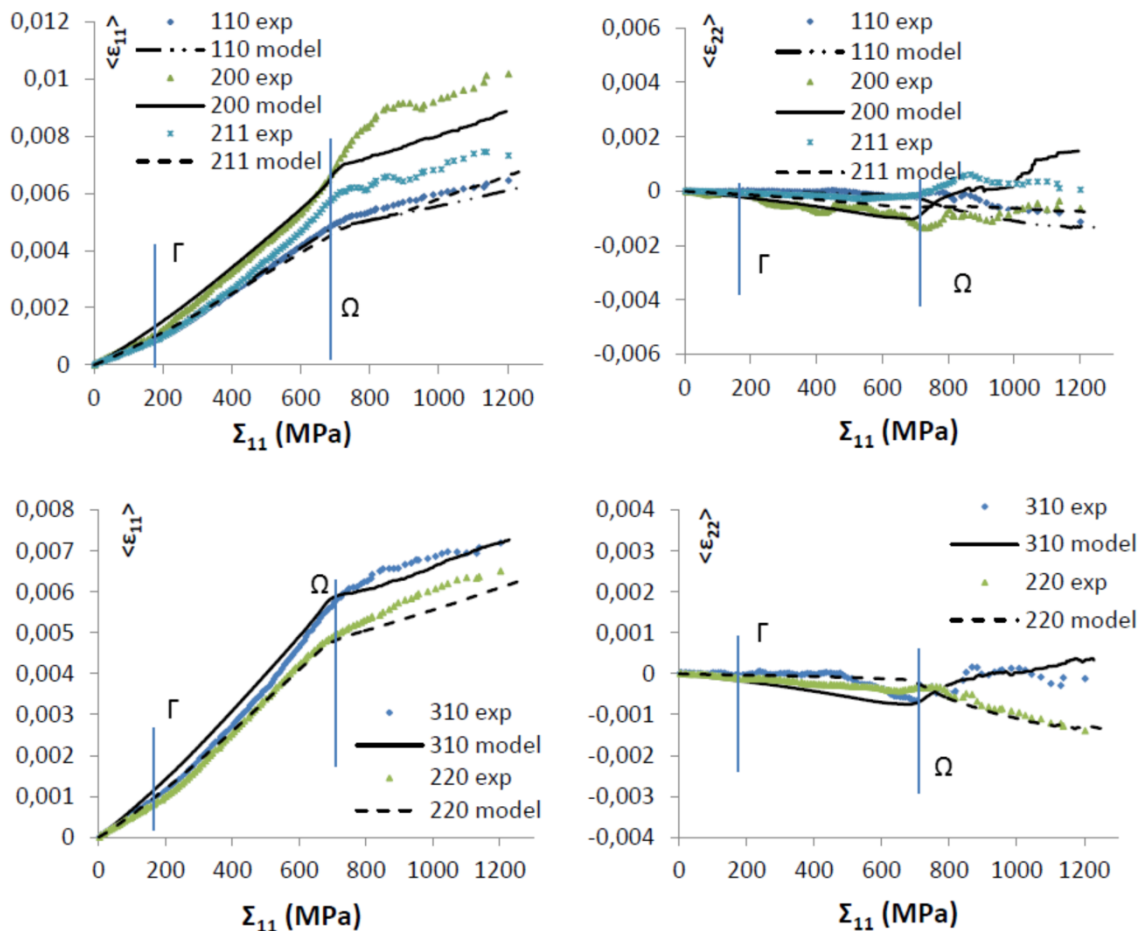 0,012
0,01
0,008
0,006
0,004
0,002
0
<ε11>
110 exp
110 model
200 exp
200 model
211 exp
211 model
Γ
Ω
0 200 400 600 800 1000 1200
Σ11 (MPa)
0,006
0,004
0,002
0
-0,002
-0,004
-0,006
<ε22>
110 exp
110 model
200 exp
200 model
211 exp
211 model
Γ
Ω
0 200 400 600 800 1000 1200
Σ11 (MPa)
0,008
0,007
0,006
0,005
0,004
0,003
0,002
0,001
0
<ε11>
Ω
Γ
310 exp
310 model
220 exp
220 model
0 200 400 600 800 1000 1200
Σ11 (MPa)
0,004
0,003
0,002
0,001
0,000
-0,001
-0,002
-0,003
-0,004
<ε22>
310 exp
310 model
220 exp
220 model
Γ
Ω
0 200 400 600 800 1000 1200
Σ11 (MPa)